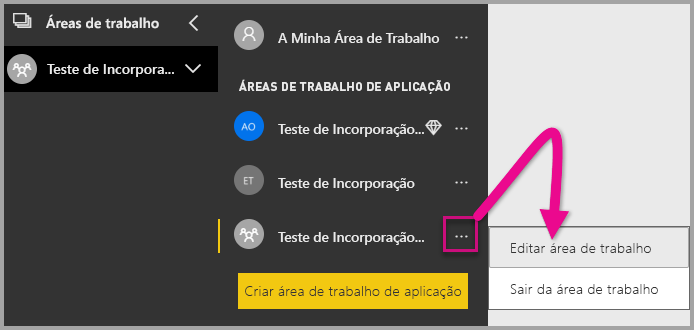 Áreas de trabalho
Teste de Incorpora...
A Minha Área de Trabalho ...
ÁREAS DE TRABALHO DE APLICAÇÃO
AO Teste de Incorporação... ...
ET Teste de Incorporação ...
Teste de Incorporação... ...
Criar área de trabalho de aplicação
Editar área de trabalho
Sair da área de trabalho